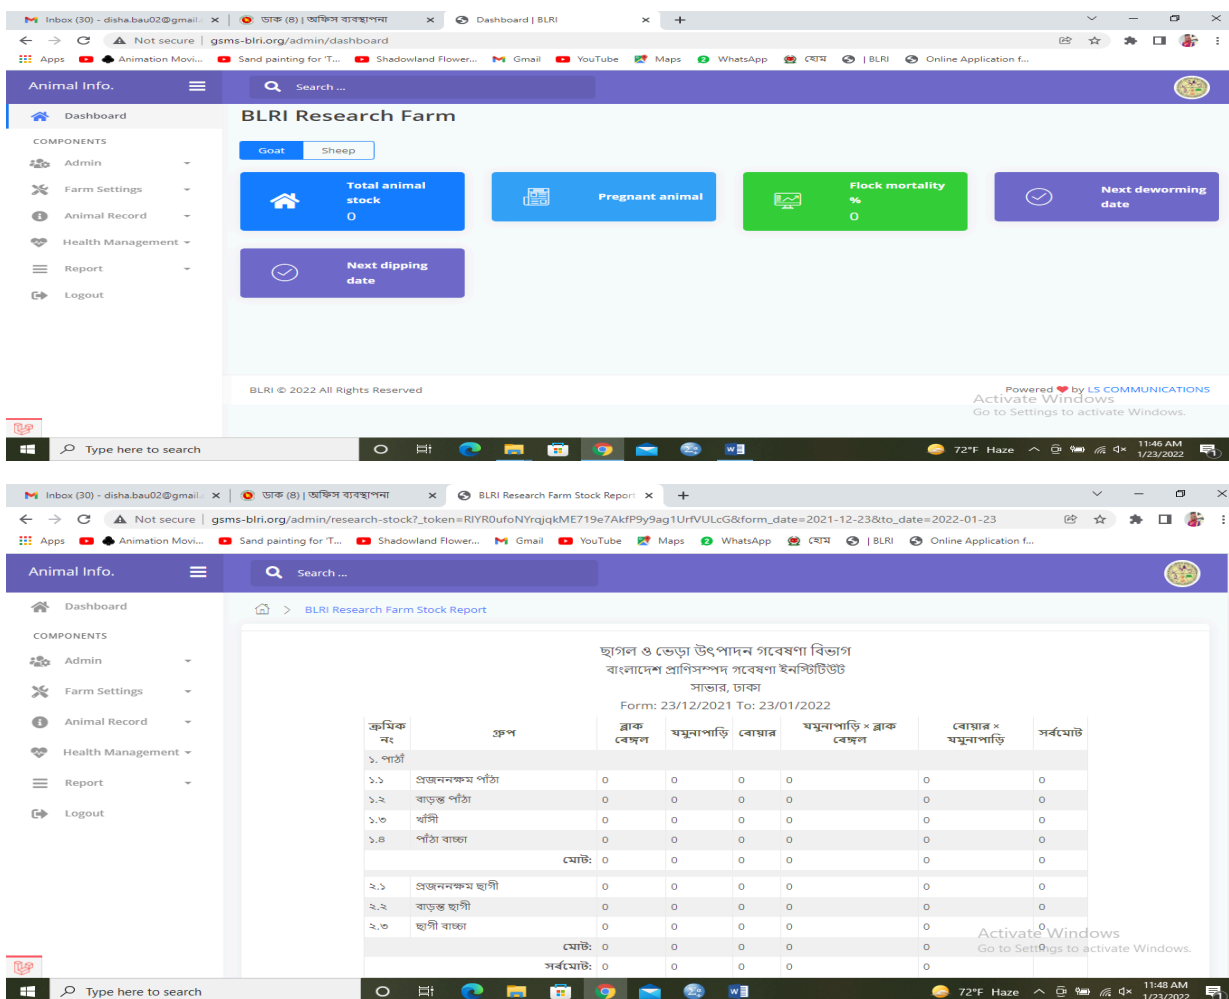 Inbox (30) - disha.bau02@gmail.
ডাক (8) | অফিস ব্যবস্থাপনা
Dashboard | BLRI
Not secure | gsms-blri.org/admin/dashboard
Apps Animation Movi... Sand painting for 'T... Shadowland Flower... Gmail YouTube Maps WhatsApp হোম | BLRI Online Application f...
Animal Info.
Search ...
Dashboard
COMPONENTS
Admin
Farm Settings
Animal Record
Health Management
Report
Logout
BLRI Research Farm
Goat Sheep
Total animal
stock
0
Pregnant animal
Flock mortality
%
0
Next deworming
date
Next dipping
date
BLRI © 2022 All Rights Reserved
Powered ❤ by LS COMMUNICATIONS
Activate Windows
Go to Settings to activate Windows.
Type here to search
72°F Haze
11:46 AM
1/23/2022
Inbox (30) - disha.bau02@gmail.
ডাক (8) | অফিস ব্যবস্থাপনা
BLRI Research Farm Stock Report
Not secure | gsms-blri.org/admin/research-stock?_token=RIYR0ufoNYrqjqkME719e7AkfP9y9ag1UrfVULcG&form_date=2021-12-23&to_date=2022-01-23
Apps Animation Movi... Sand painting for 'T... Shadowland Flower... Gmail YouTube Maps WhatsApp হোম | BLRI Online Application f...
Animal Info.
Search ...
Dashboard
COMPONENTS
Admin
Farm Settings
Animal Record
Health Management
Report
Logout
BLRI Research Farm Stock Report
ছাগল ও ভেড়া উৎপাদন গবেষণা বিভাগ
বাংলাদেশ প্রাণিসম্পদ গবেষণা ইনস্টিটিউট
সাভার, ঢাকা
Form: 23/12/2021 To: 23/01/2022
ক্রমিক নং গ্রুপ ব্লাক বেঙ্গল যমুনাপাড়ি বোয়ার যমুনাপাড়ি × ব্লাক বেঙ্গল বোয়ার × যমুনাপাড়ি সর্বমোট
১. পাঠাঁ
১.১ প্রজননক্ষম পাঁঠা 0 0 0 0 0 0
১.২ বাড়ন্ত পাঁঠা 0 0 0 0 0 0
১.৩ খাঁসী 0 0 0 0 0 0
১.৪ পাঁঠা বাচ্চা 0 0 0 0 0 0
মোট: 0 0 0 0 0 0
২.১ প্রজননক্ষম ছাগী 0 0 0 0 0 0
২.২ বাড়ন্ত ছাগী 0 0 0 0 0 0
২.৩ ছাগী বাচ্চা 0 0 0 0 0 0
মোট: 0 0 0 0 0 0
সর্বমোট: 0 0 0 0 0
Activate Windows
Go to Settings to activate Windows.
Type here to search
72°F Haze
11:48 AM
1/23/2022